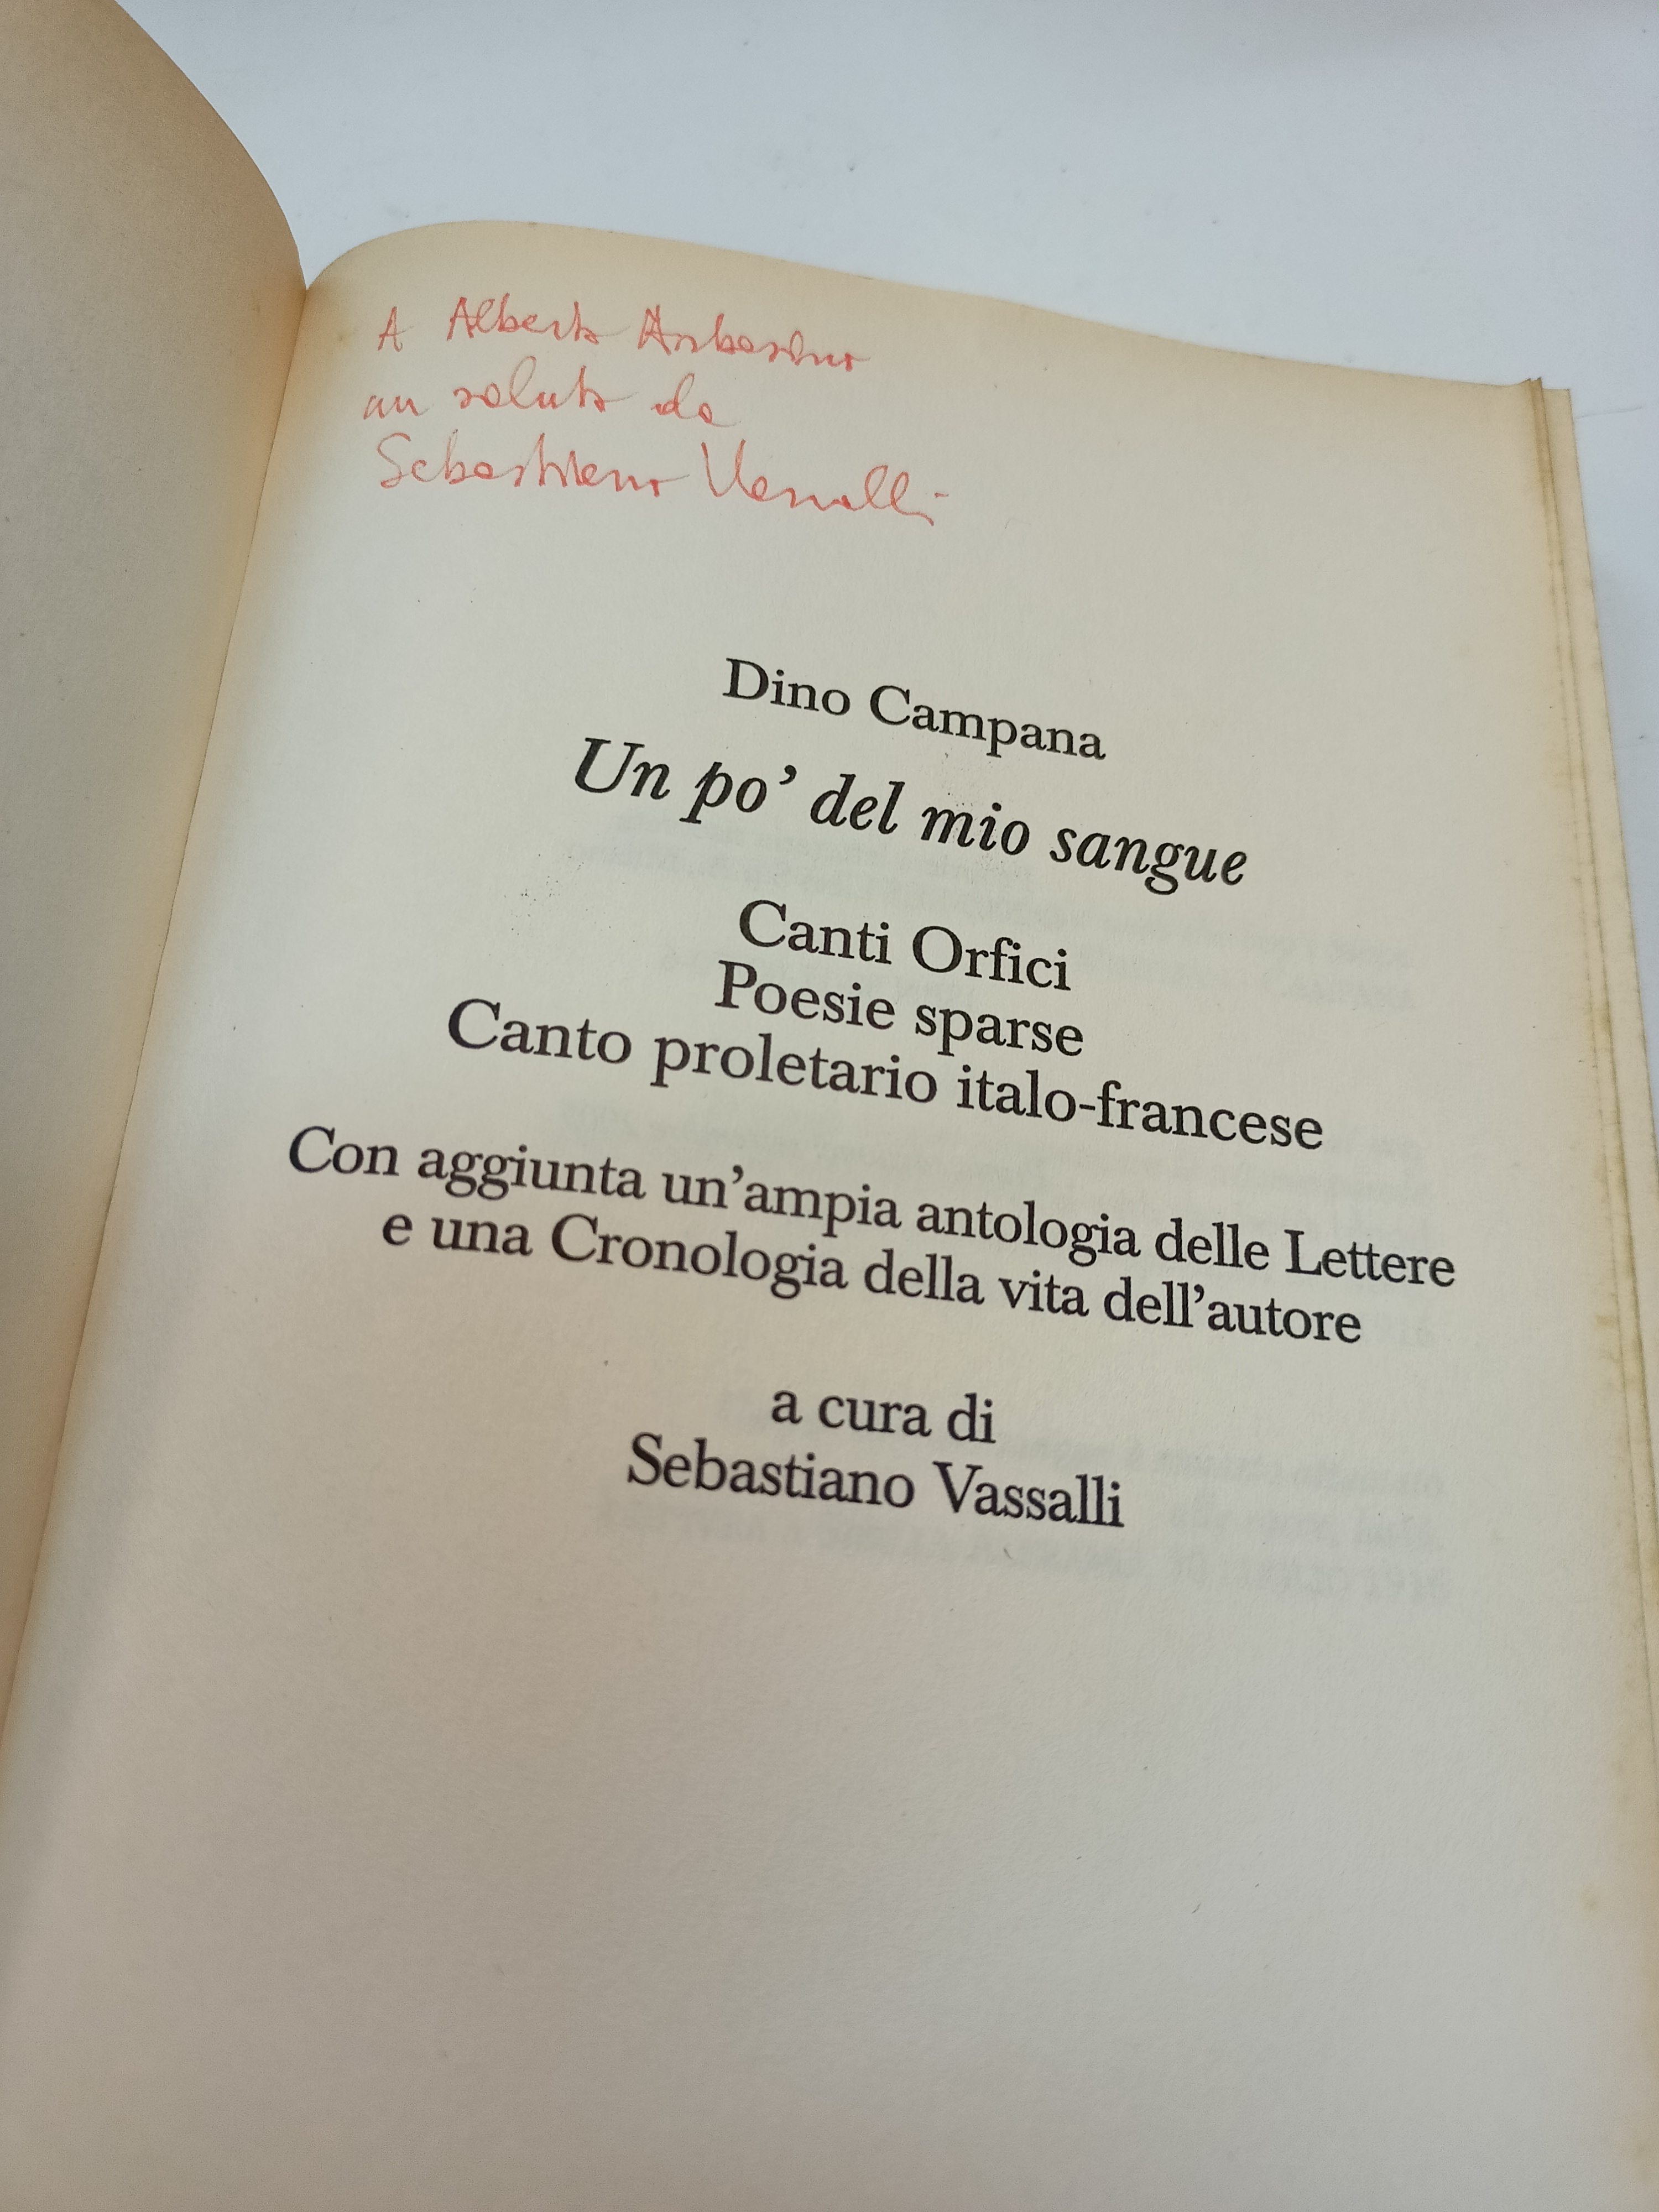 A Alberto Arbasino
un saluto da
Sebastiano Vassalli
Dino Campana
Un po’ del mio sangue
Canti Orfici
Poesie sparse
Canto proletario italo-francese
Con aggiunta un’ampia antologia delle Lettere
e una Cronologia della vita dell’autore
a cura di
Sebastiano Vassalli